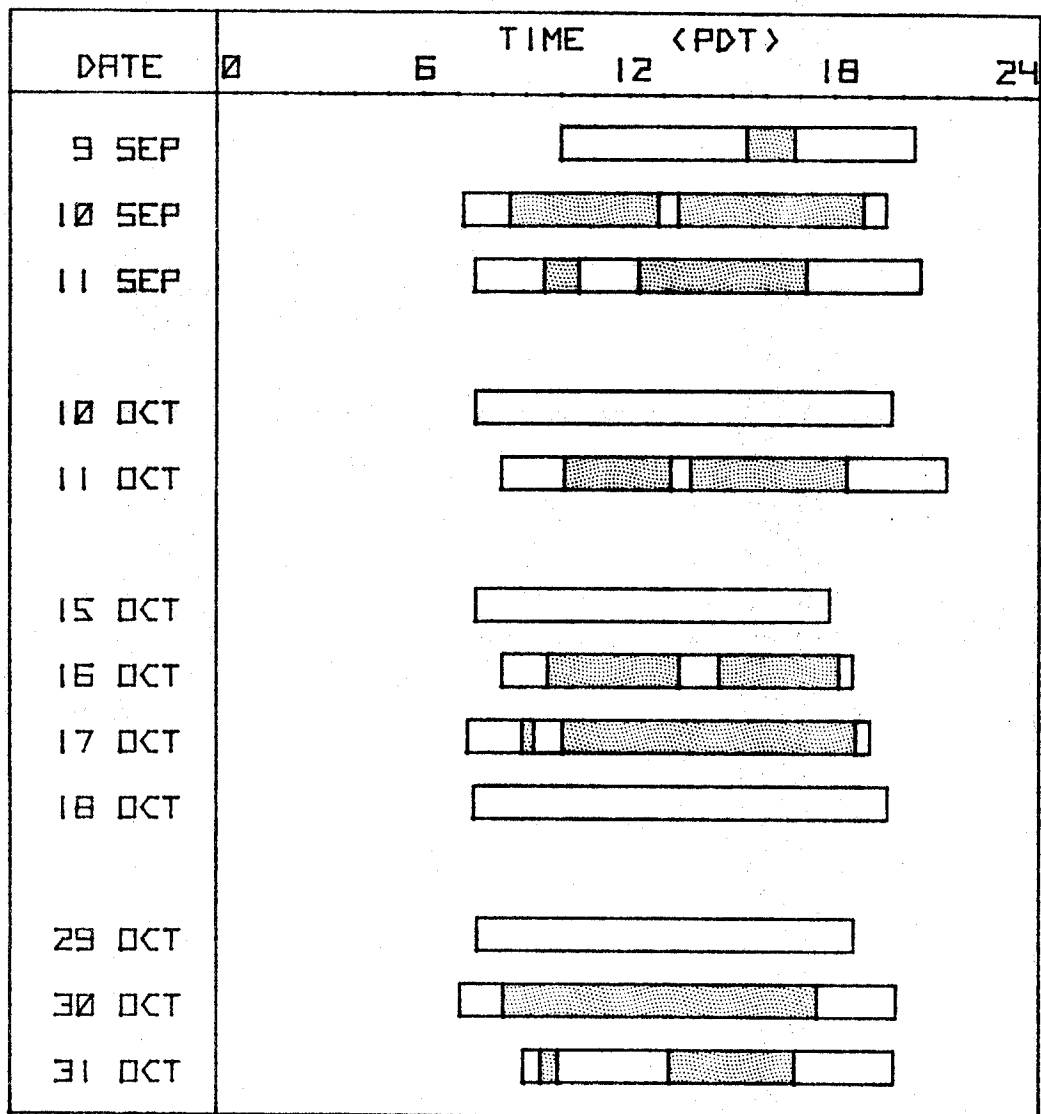 TIME <PDT>
DATE 0 6 12 18 24
9 SEP
10 SEP
11 SEP
10 OCT
11 OCT
15 OCT
16 OCT
17 OCT
18 OCT
29 OCT
30 OCT
31 OCT